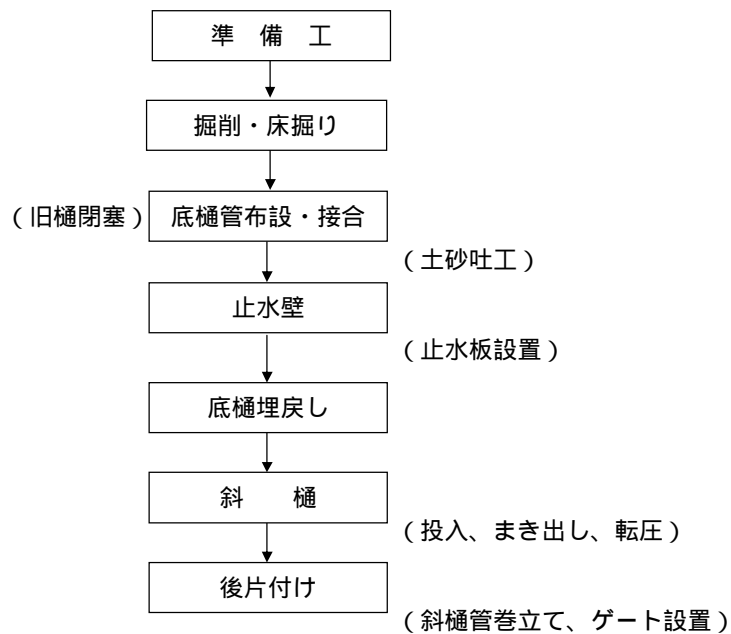 準　備　工
掘削・床掘り
（旧樋閉塞）
底樋管布設・接合
（土砂吐工）
止水壁
（止水板設置）
底樋埋戻し
斜　　樋
（投入、まき出し、転圧）
後片付け
（斜樋管巻立て、ゲート設置）